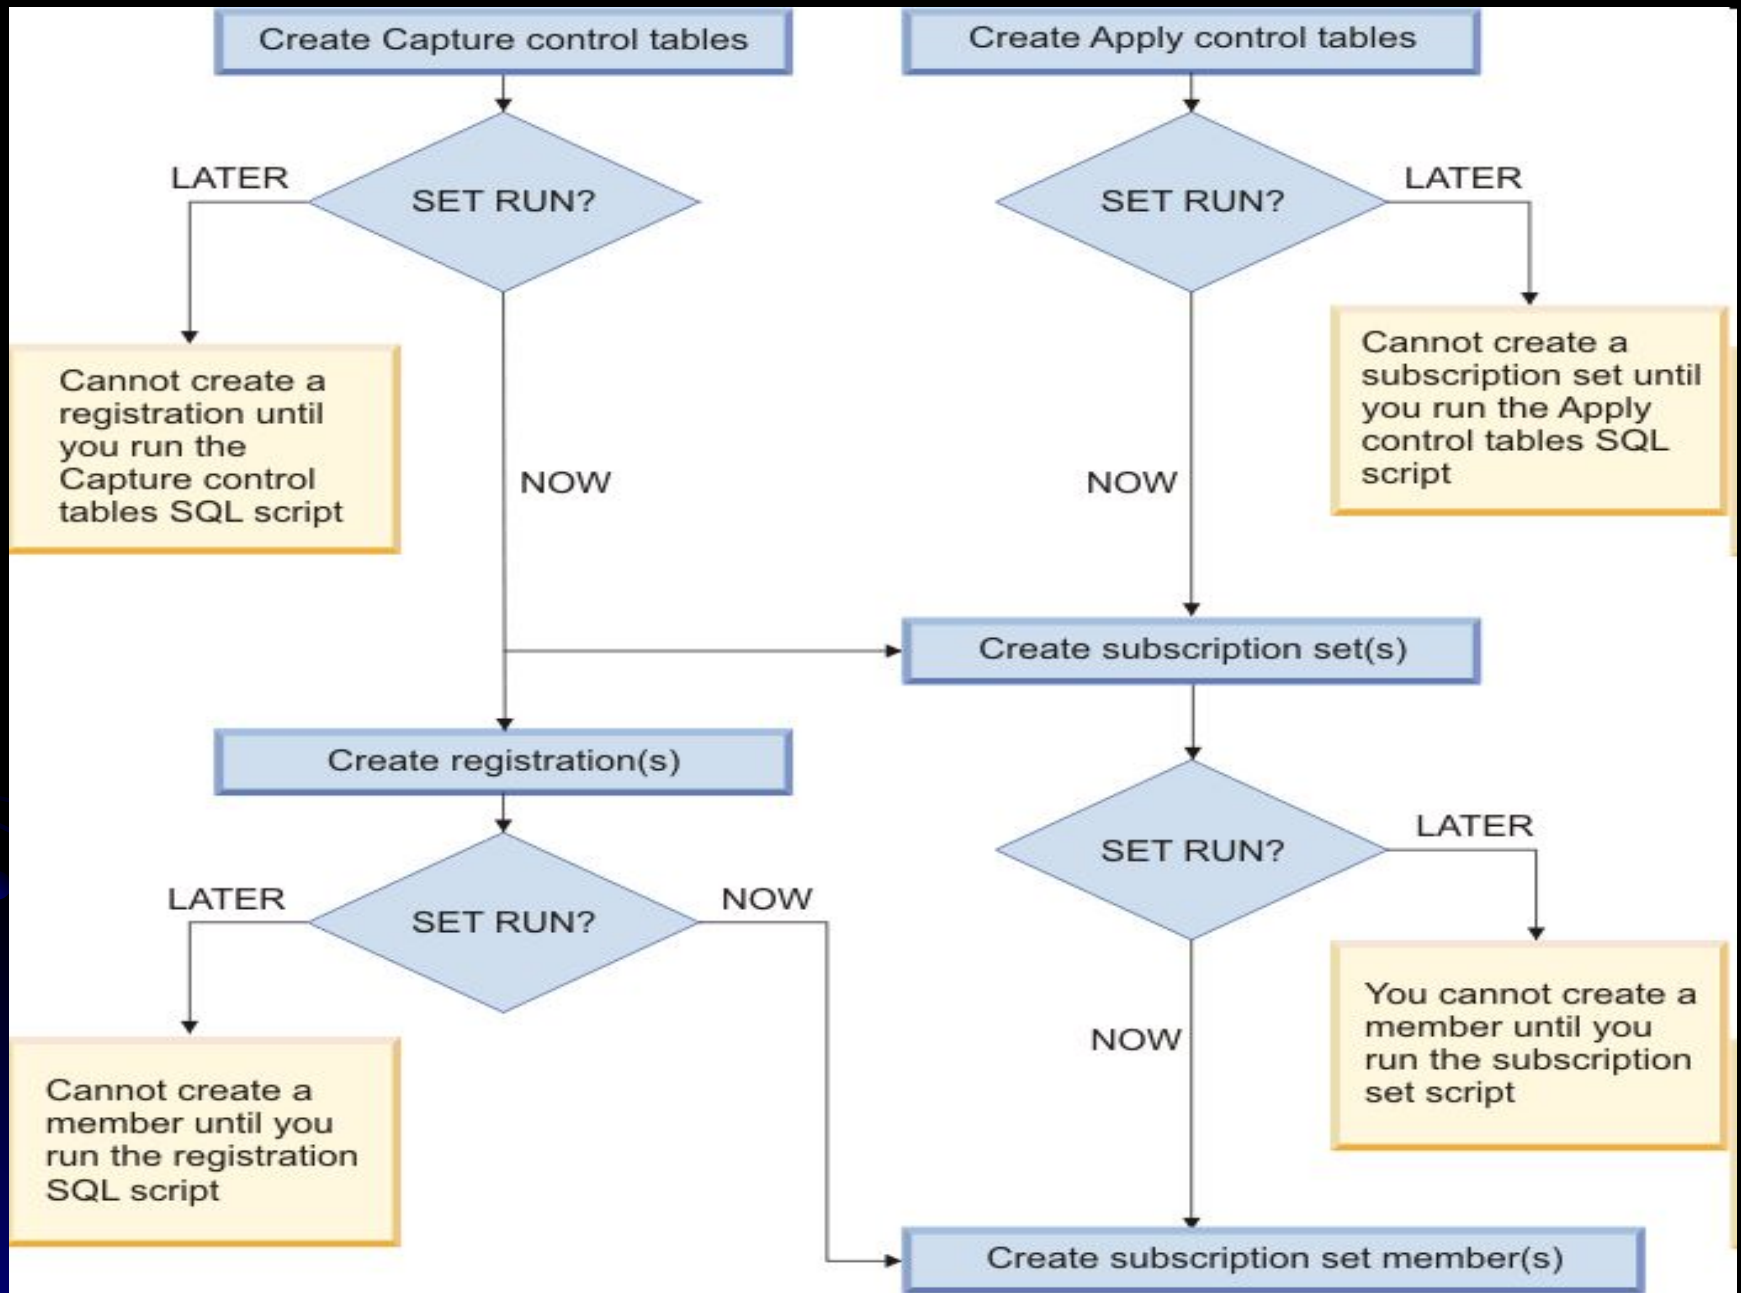 Create Capture control tables
Create Apply control tables
LATER
SET RUN?
SET RUN?
LATER
Cannot create a
registration until
you run the
Capture control
tables SQL script
NOW
NOW
Cannot create a
subscription set until
you run the Apply
control tables SQL
script
Create subscription set(s)
Create registration(s)
LATER
SET RUN?
NOW
SET RUN?
LATER
Cannot create a
member until you
run the registration
SQL script
NOW
You cannot create a
member until you
run the subscription
set script
Create subscription set member(s)